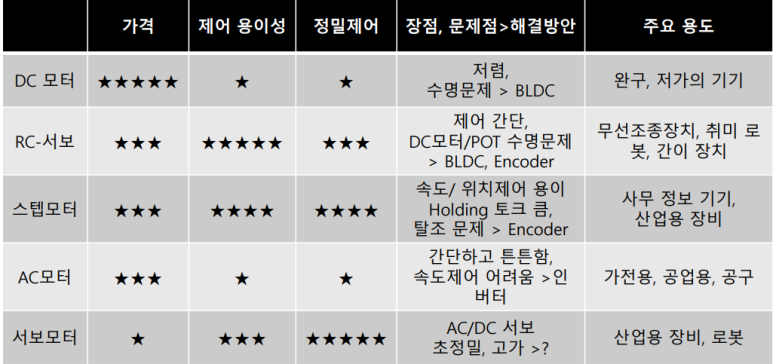 가격 제어 용이성 정밀제어 장점, 문제점>해결방안 주요 용도
DC 모터 ★★★★★ ★ ★ 저렴,
수명문제 > BLDC 완구, 저가의 기기
RC-서보 ★★★ ★★★★★ ★★★ 제어 간단,
DC모터/POT 수명문제
> BLDC, Encoder 무선조종장치, 취미 로
봇, 간이 장치
스텝모터 ★★★ ★★★★ ★★★★ 속도/ 위치제어 용이
Holding 토크 큼,
탈조 문제 > Encoder 사무 정보 기기,
산업용 장비
AC모터 ★★★ ★ ★ 간단하고 튼튼함,
속도제어 어려움 >인
버터 가전용, 공업용, 공구
서보모터 ★ ★★★ ★★★★★ AC/DC 서보
초정밀, 고가 >? 산업용 장비, 로봇